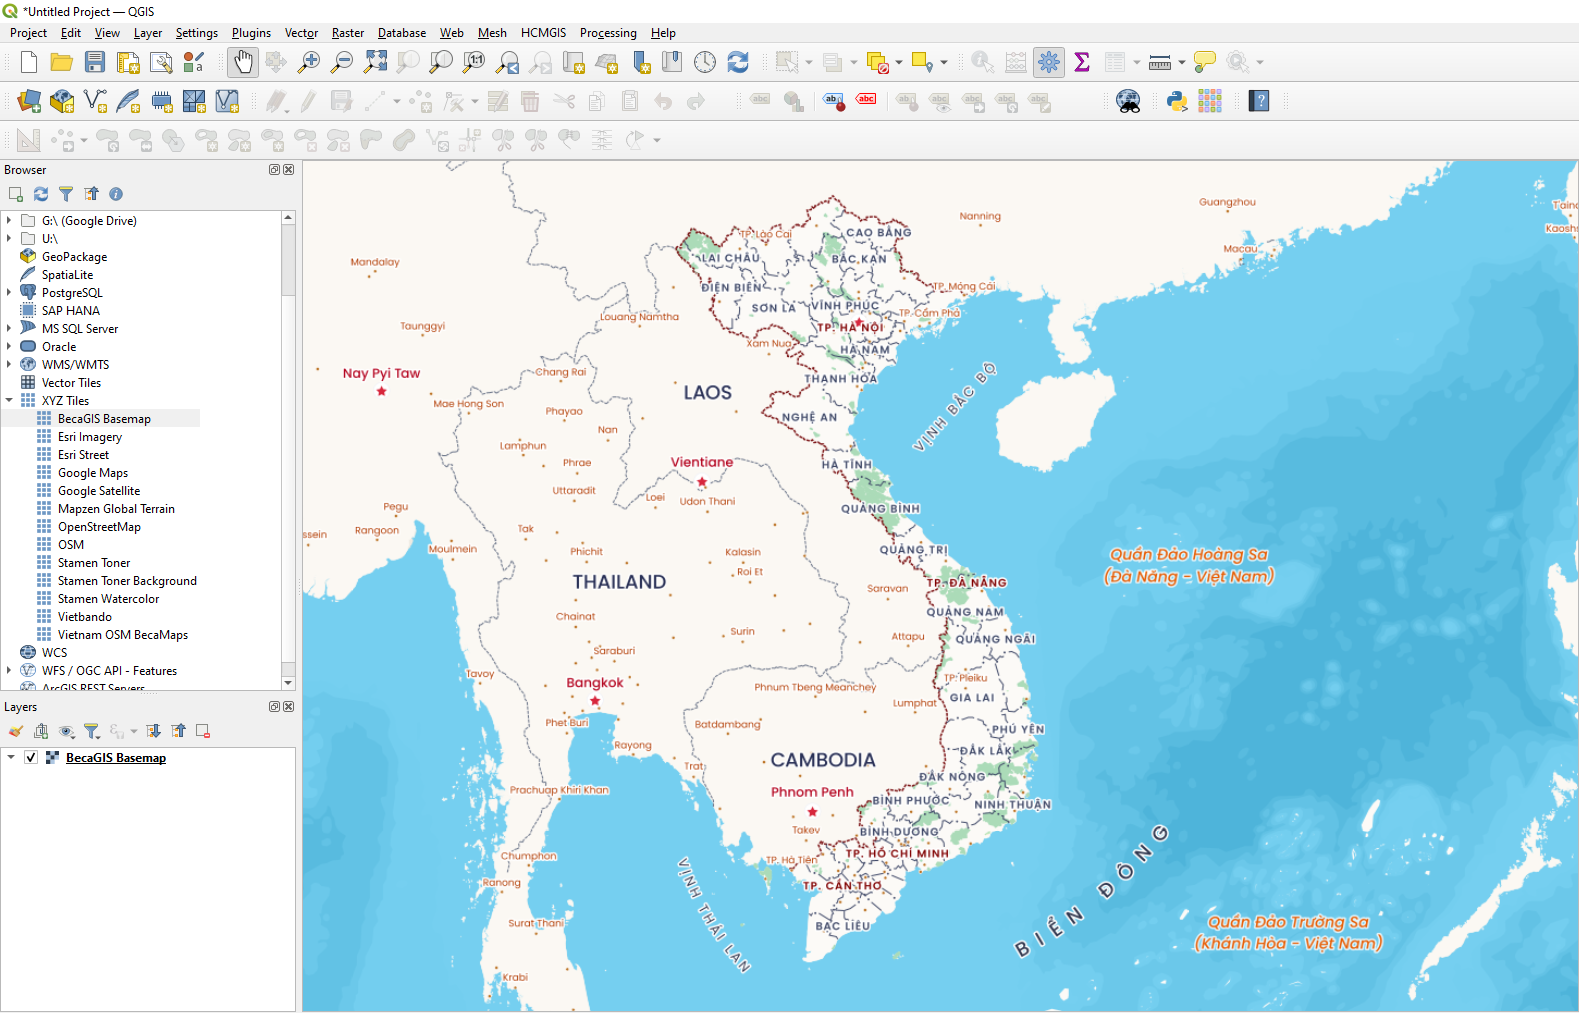 *Untitled Project — QGIS
Project Edit View Layer Settings Plugins Vector Raster Database Web Mesh HCMGIS Processing Help
1:1
a
abc
ab
abc
Browser
G:\ (Google Drive)
U:\
GeoPackage
SpatiaLite
PostgreSQL
SAP HANA
MS SQL Server
Oracle
WMS/WMTS
Vector Tiles
XYZ Tiles
BecaGIS Basemap
Esri Imagery
Esri Street
Google Maps
Google Satellite
Mapzen Global Terrain
OpenStreetMap
OSM
Stamen Toner
Stamen Toner Background
Stamen Watercolor
Vietbando
Vietnam OSM BecaMaps
WCS
WFS / OGC API - Features
ArcGIS REST Servers
Layers
BecaGIS Basemap
Guangzhou
Nanning
Macau
Kaohs
CAO BẰNG
TP. Lào Cai
LAI CHÂU
BẮC KẠN
Mandalay
ĐIỆN BIÊN
TP. Móng Cái
SƠN LA
VĨNH PHÚC
TP. Cẩm Phả
Louang Namtha
Taunggyi
TP. HÀ NỘI
Xam Nua
HÀ NAM
Nay Pyi Taw
Chang Rai
THANH HÓA
LAOS
Mae Hong Son
Phayao
NGHỆ AN
VỊNH BẮC BỘ
Nan
Lamphun
Phrae
Vientiane
HÀ TĨNH
Uttaradit
Loei
Udon Thani
Pegu
QUẢNG BÌNH
Rangoon
ssein
Tak
Moulmein
Phichit
Kalasin
QUẢNG TRỊ
Quần Đảo Hoàng Sa
(Đà Nẵng - Việt Nam)
Roi Et
THAILAND
Saravan
TP. ĐÀ NẴNG
Chainat
QUẢNG NAM
Surin
Attapu
QUẢNG NGÃI
Saraburi
Tavoy
Bangkok
Phnum Tbeng Meanchey
TP. Pleiku
GIA LAI
Lumphat
Phet Buri
Batdambang
PHÚ YÊN
Rayong
ĐẮK LẮK
CAMBODIA
Trat
ĐẮK NÔNG
Prachuap Khiri Khan
Phnom Penh
BÌNH PHƯỚC
NINH THUẬN
Takev
BÌNH DƯƠNG
Chumphon
TP. Hà Tiên
TP. HỒ CHÍ MINH
Ranong
TP. CẦN THƠ
VỊNH THÁI LAN
BIỂN ĐÔNG
Surat Thani
BẠC LIÊU
Quần Đảo Trường Sa
(Khánh Hòa - Việt Nam)
Krabi